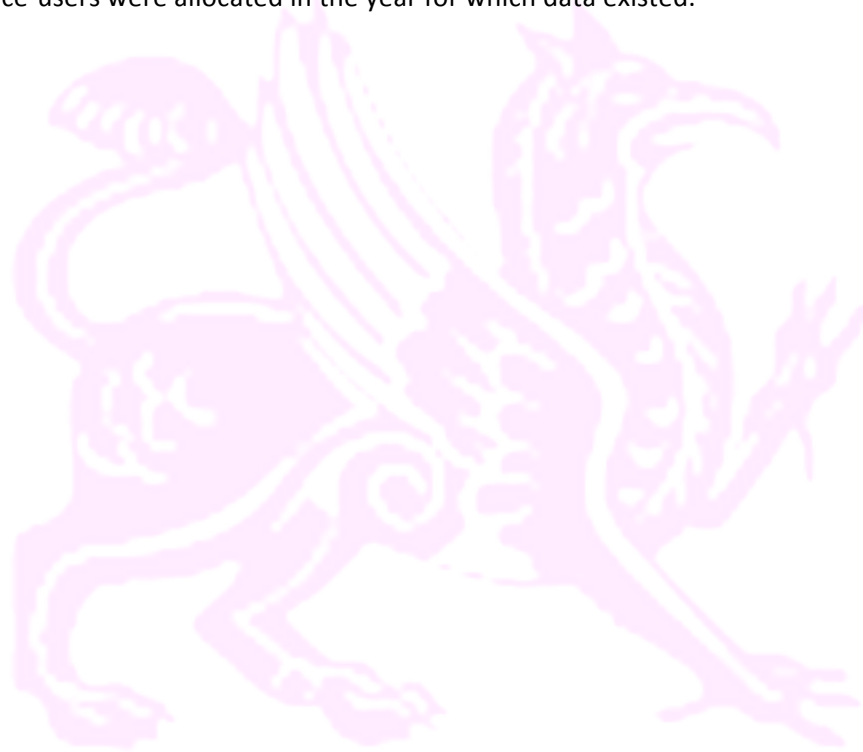 ce-users were allocated in the year for which data existed.